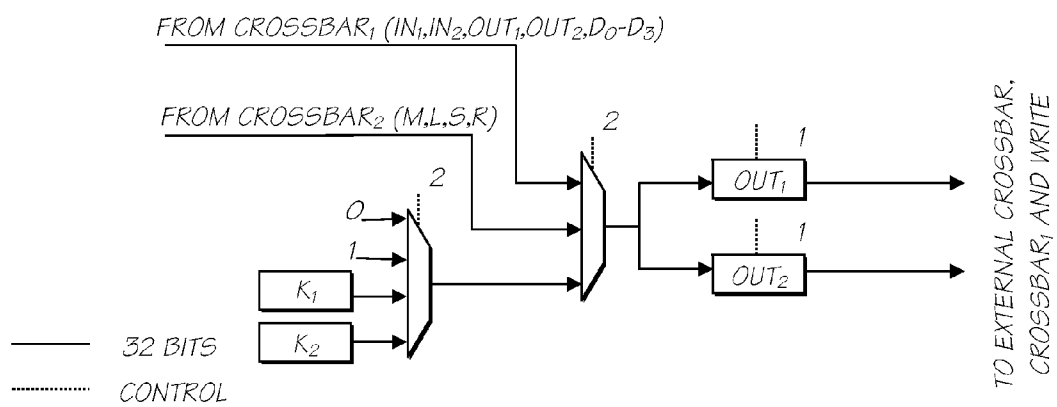 FROM CROSSBAR₁ (IN₁,IN₂,OUT₁,OUT₂,D₀-D₃)
FROM CROSSBAR₂ (M,L,S,R)
2
2
1
OUT₁
0
1
1
OUT₂
K₁
K₂
32 BITS
CONTROL
TO EXTERNAL CROSSBAR,
CROSSBAR₁ AND WRITE